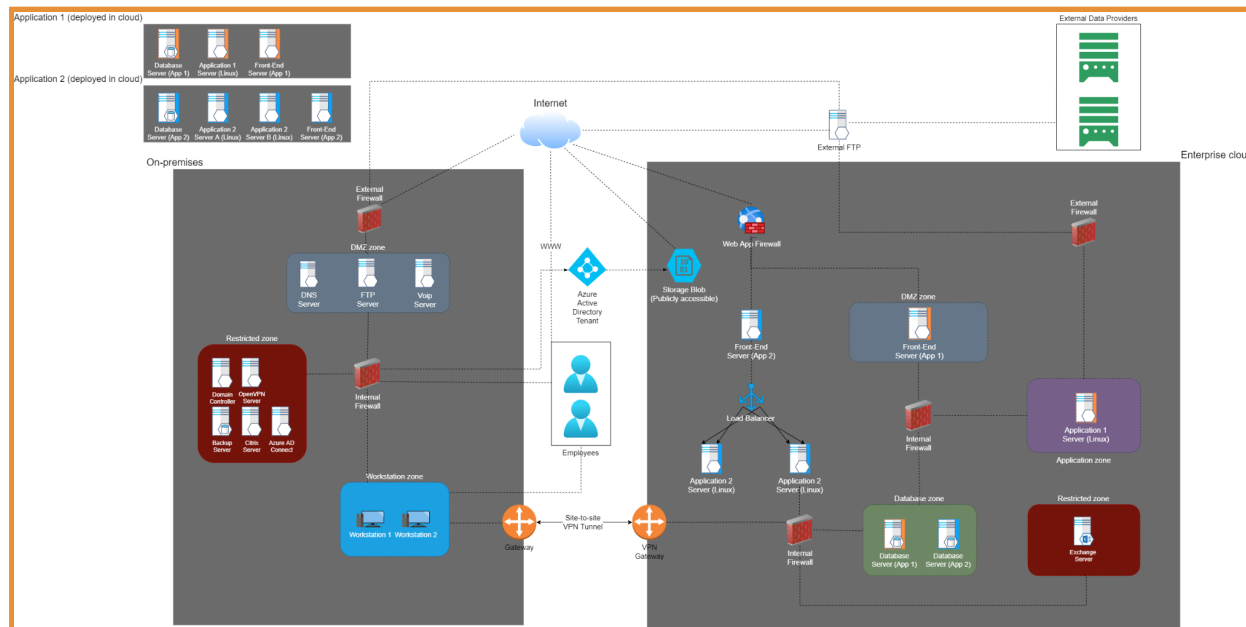 Application 1 (deployed in cloud)
Database
Server (App 1)
Application 1
Server (Linux)
Front-End
Server (App 1)
Application 2 (deployed in cloud)
Database
Server (App 2)
Application 2
Server A (Linux)
Application 2
Server B (Linux)
Front-End
Server (App 2)
External Data Providers
Internet
External FTP
On-premises
Enterprise cloud
External
Firewall
DMZ zone
DNS
Server
FTP
Server
Voip
Server
WWW
Azure
Active
Directory
Tenant
Storage Blob
(Publicly accessible)
Web App Firewall
External
Firewall
Restricted zone
Domain
Controller
OpenVPN
Server
Backup
Server
Citrix
Server
Azure AD
Connect
Internal
Firewall
Employees
Workstation zone
Workstation 1
Workstation 2
Gateway
Site-to-site
VPN Tunnel
VPN
Gateway
Front-End
Server (App 2)
Load Balancer
Application 2
Server (Linux)
Application 2
Server (Linux)
DMZ zone
Front-End
Server (App 1)
Internal
Firewall
Application 1
Server (Linux)
Application zone
Internal
Firewall
Database zone
Database
Server (App 1)
Database
Server (App 2)
Restricted zone
Exchange
Server